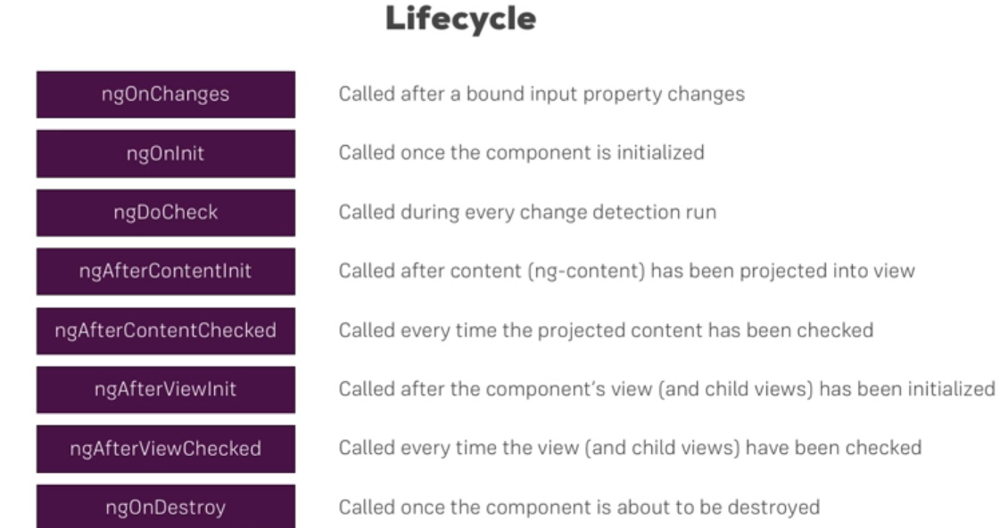 Lifecycle
ngOnChanges Called after a bound input property changes
ngOnInit Called once the component is initialized
ngDoCheck Called during every change detection run
ngAfterContentInit Called after content (ng-content) has been projected into view
ngAfterContentChecked Called every time the projected content has been checked
ngAfterViewInit Called after the component's view (and child views) has been initialized
ngAfterViewChecked Called every time the view (and child views) have been checked
ngOnDestroy Called once the component is about to be destroyed